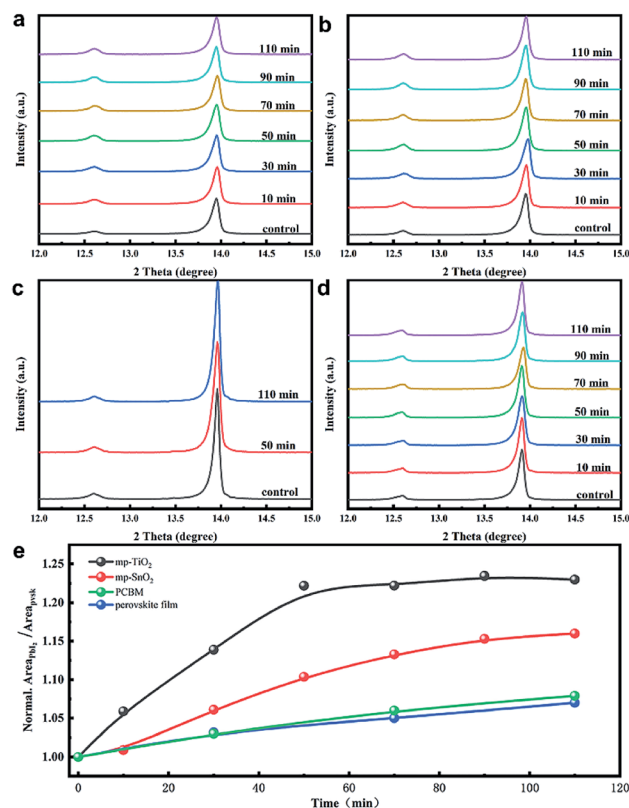 a
110 min
90 min
70 min
50 min
30 min
10 min
control
Intensity (a.u.)
12.0 12.5 13.0 13.5 14.0 14.5 15.0
2 Theta (degree)
b
110 min
90 min
70 min
50 min
30 min
10 min
control
Intensity (a.u.)
12.0 12.5 13.0 13.5 14.0 14.5 15.0
2 Theta (degree)
c
110 min
50 min
control
Intensity (a.u.)
12.0 12.5 13.0 13.5 14.0 14.5 15.0
2 Theta (degree)
d
110 min
90 min
70 min
50 min
30 min
10 min
control
Intensity (a.u.)
12.0 12.5 13.0 13.5 14.0 14.5 15.0
2 Theta (degree)
e
mp-TiO₂
mp-SnO₂
PCBM
perovskite film
Normal. Area_PbI₂ /Area_pvsk
1.25
1.20
1.15
1.10
1.05
1.00
0 20 40 60 80 100 120
Time（min）